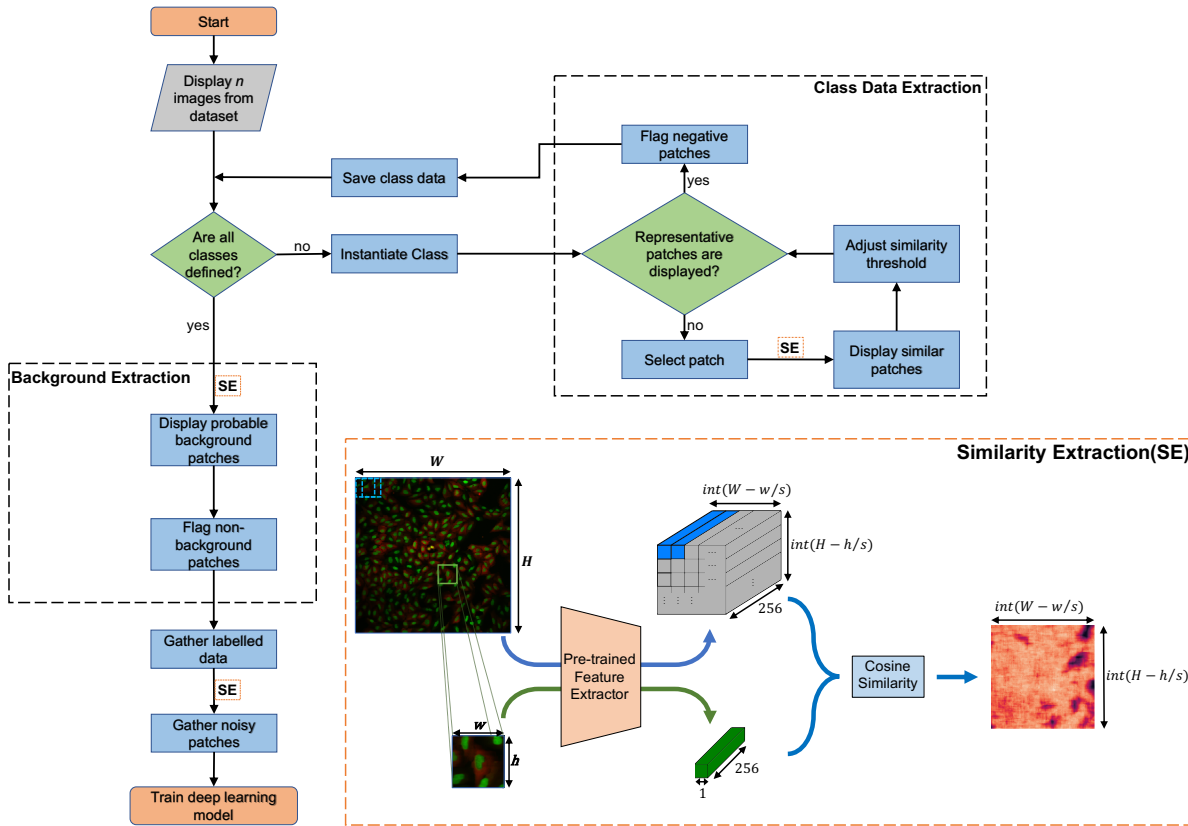 Start
Display n
images from
dataset
Class Data Extraction
Flag negative
patches
Save class data
yes
Are all
classes
defined?
no
Instantiate Class
Representative
patches are
displayed?
Adjust similarity
threshold
yes
no
Select patch
SE
Display similar
patches
Background Extraction
SE
Display probable
background
patches
Flag non-
background
patches
Gather labelled
data
SE
Gather noisy
patches
Train deep learning
model
Similarity Extraction(SE)
W
H
w
h
Pre-trained
Feature
Extractor
int(W − w/s)
int(H − h/s)
256
256
1
Cosine
Similarity
int(W − w/s)
int(H − h/s)